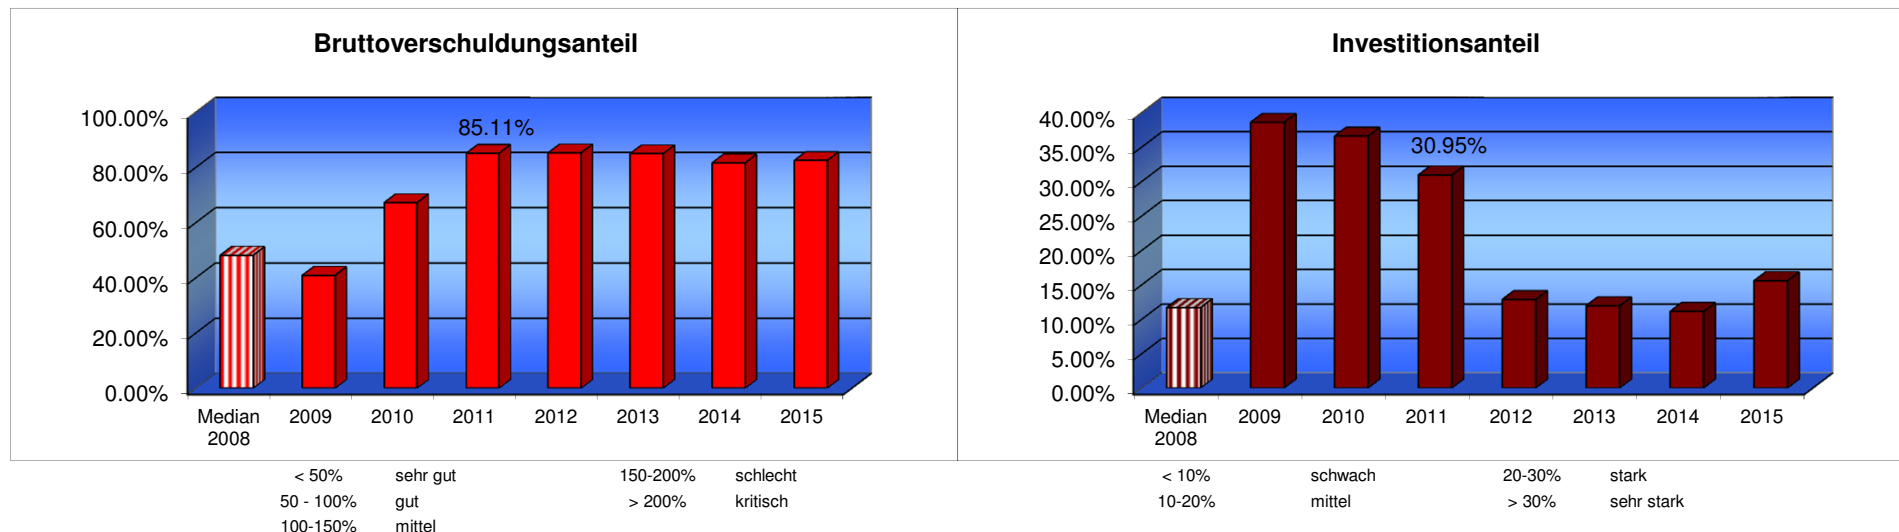 Bruttoverschuldungsanteil
100.00%
80.00%
60.00%
40.00%
20.00%
0.00%
85.11%
Median 2009 2010 2011 2012 2013 2014 2015
2008
< 50% sehr gut 150-200% schlecht
50 - 100% gut > 200% kritisch
100-150% mittel
Investitionsanteil
40.00%
35.00%
30.00%
25.00%
20.00%
15.00%
10.00%
5.00%
0.00%
30.95%
Median 2009 2010 2011 2012 2013 2014 2015
2008
< 10% schwach 20-30% stark
10-20% mittel > 30% sehr stark